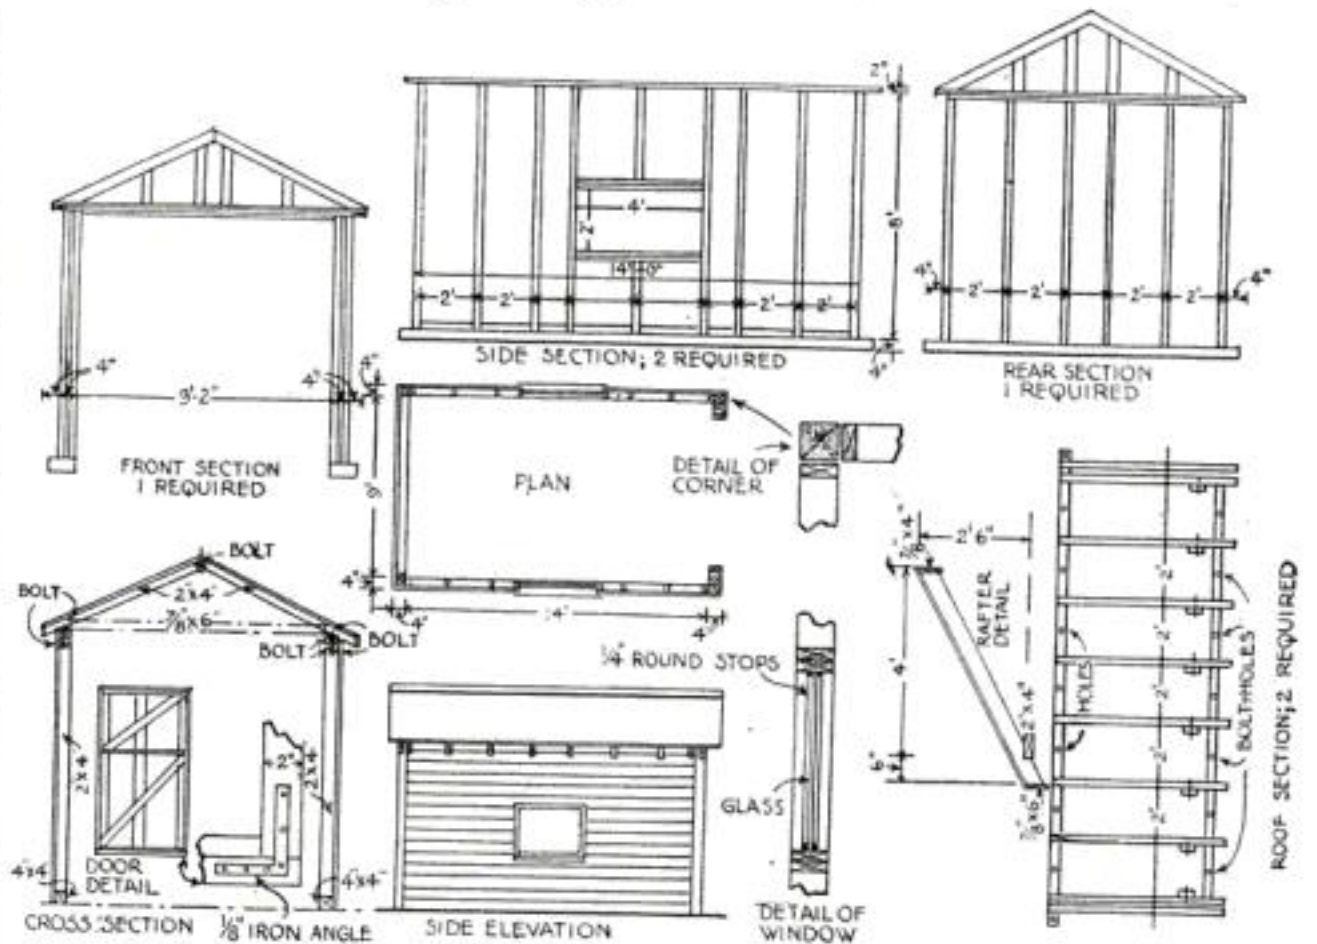 4"
4"
4"
9'-2"
FRONT SECTION
1 REQUIRED
2"
8'
4'
2'
14'-0"
2'
2'
2'
2'
4"
SIDE SECTION; 2 REQUIRED
4"
2'
2'
2'
2'
4"
REAR SECTION
1 REQUIRED
9'
4"
PLAN
4"
4"
DETAIL OF
CORNER
BOLT
BOLT
2"x4"
7/8"x6"
BOLT
BOLT
2"x4"
2"
2"x4"
4"x4"
4"x4"
DOOR
DETAIL
CROSS SECTION
1/8" IRON ANGLE
SIDE ELEVATION
1/4" ROUND STOPS
GLASS
DETAIL OF
WINDOW
2'6"
4'
6"
RAFTER
DETAIL
2"x4"
7/8"x6"
HOLES
2'
2'
2'
2'
2'
BOLT HOLES
ROOF SECTION; 2 REQUIRED